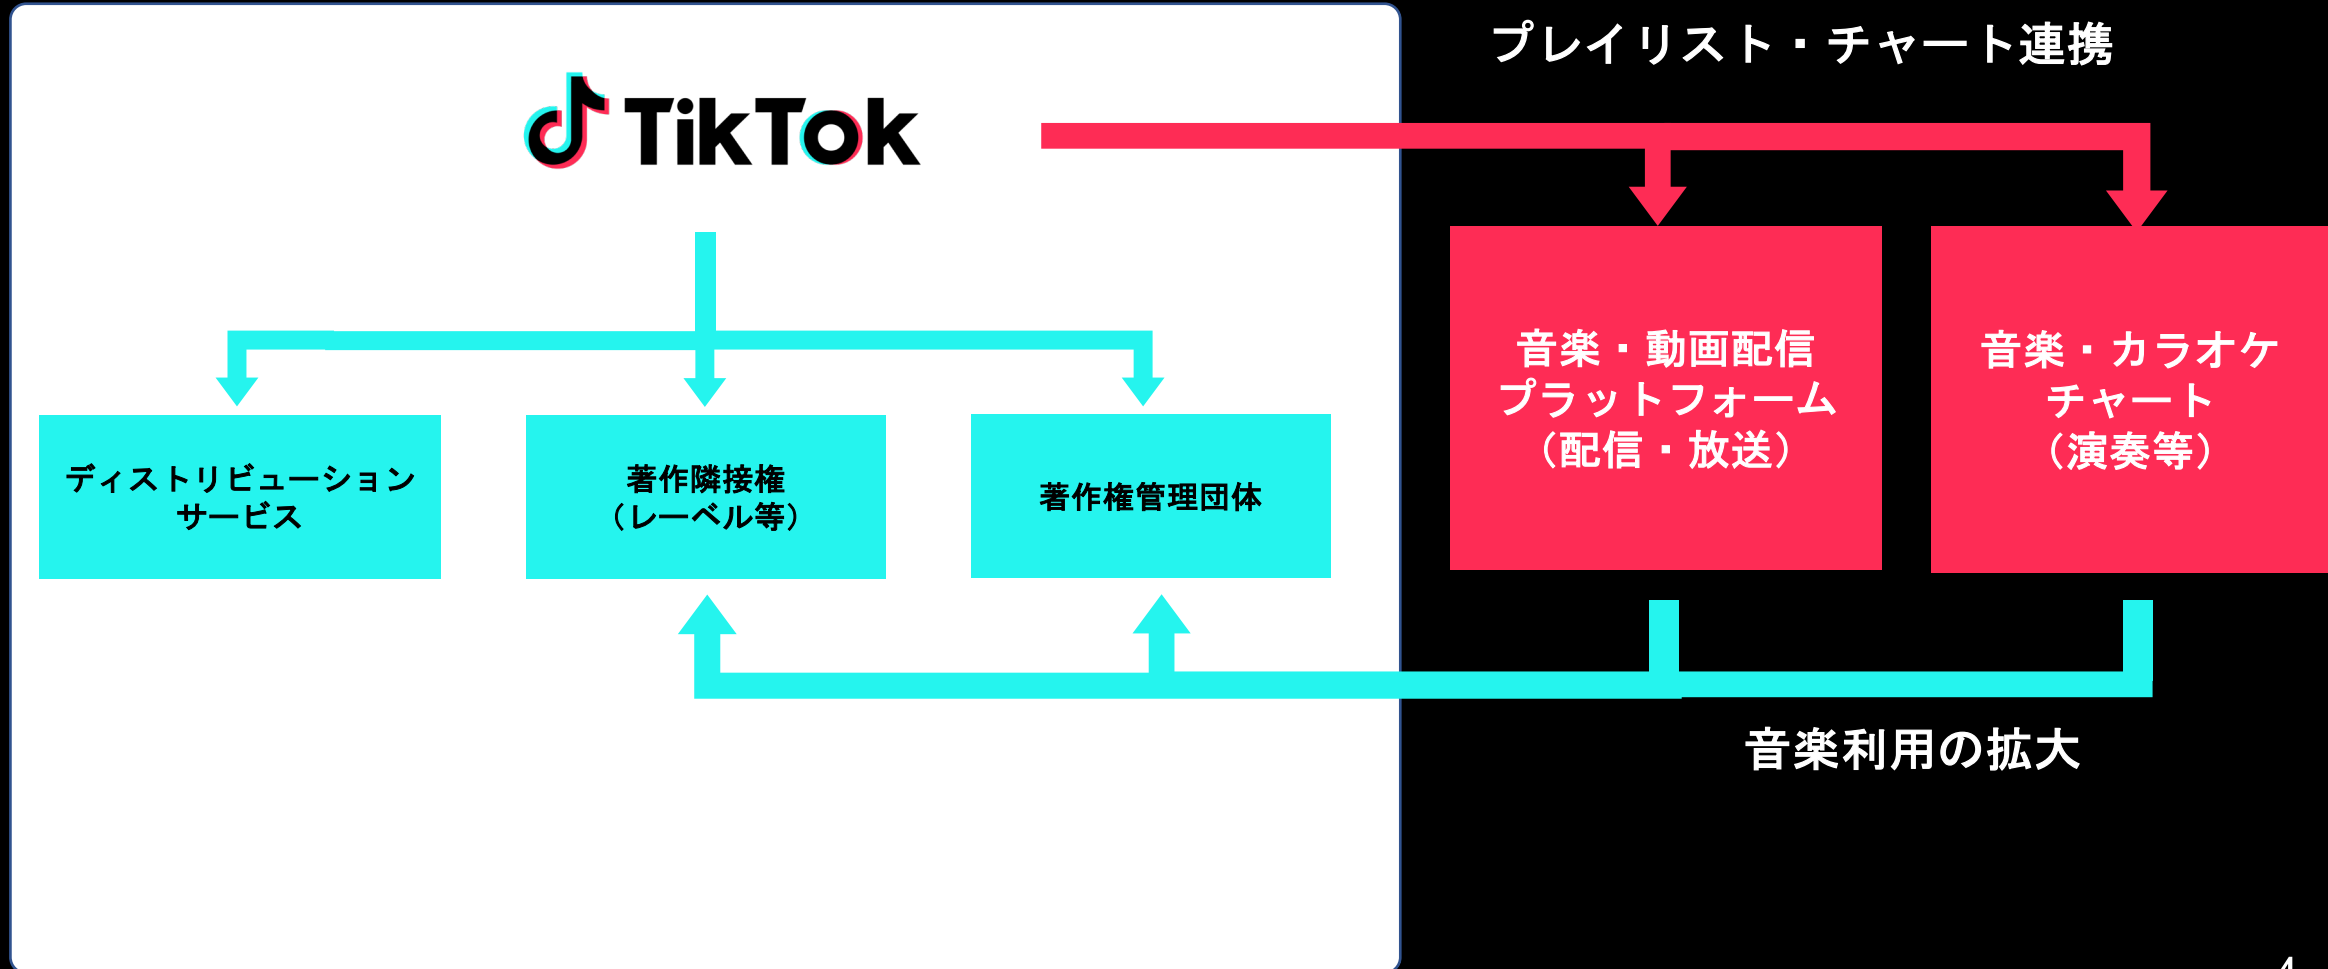 プレイリスト・チャート連携
TikTok
音楽・動画配信
プラットフォーム
（配信・放送）
音楽・カラオケ
チャート
（演奏等）
ディストリビューション
サービス
著作隣接権
（レーベル等）
著作権管理団体
音楽利用の拡大